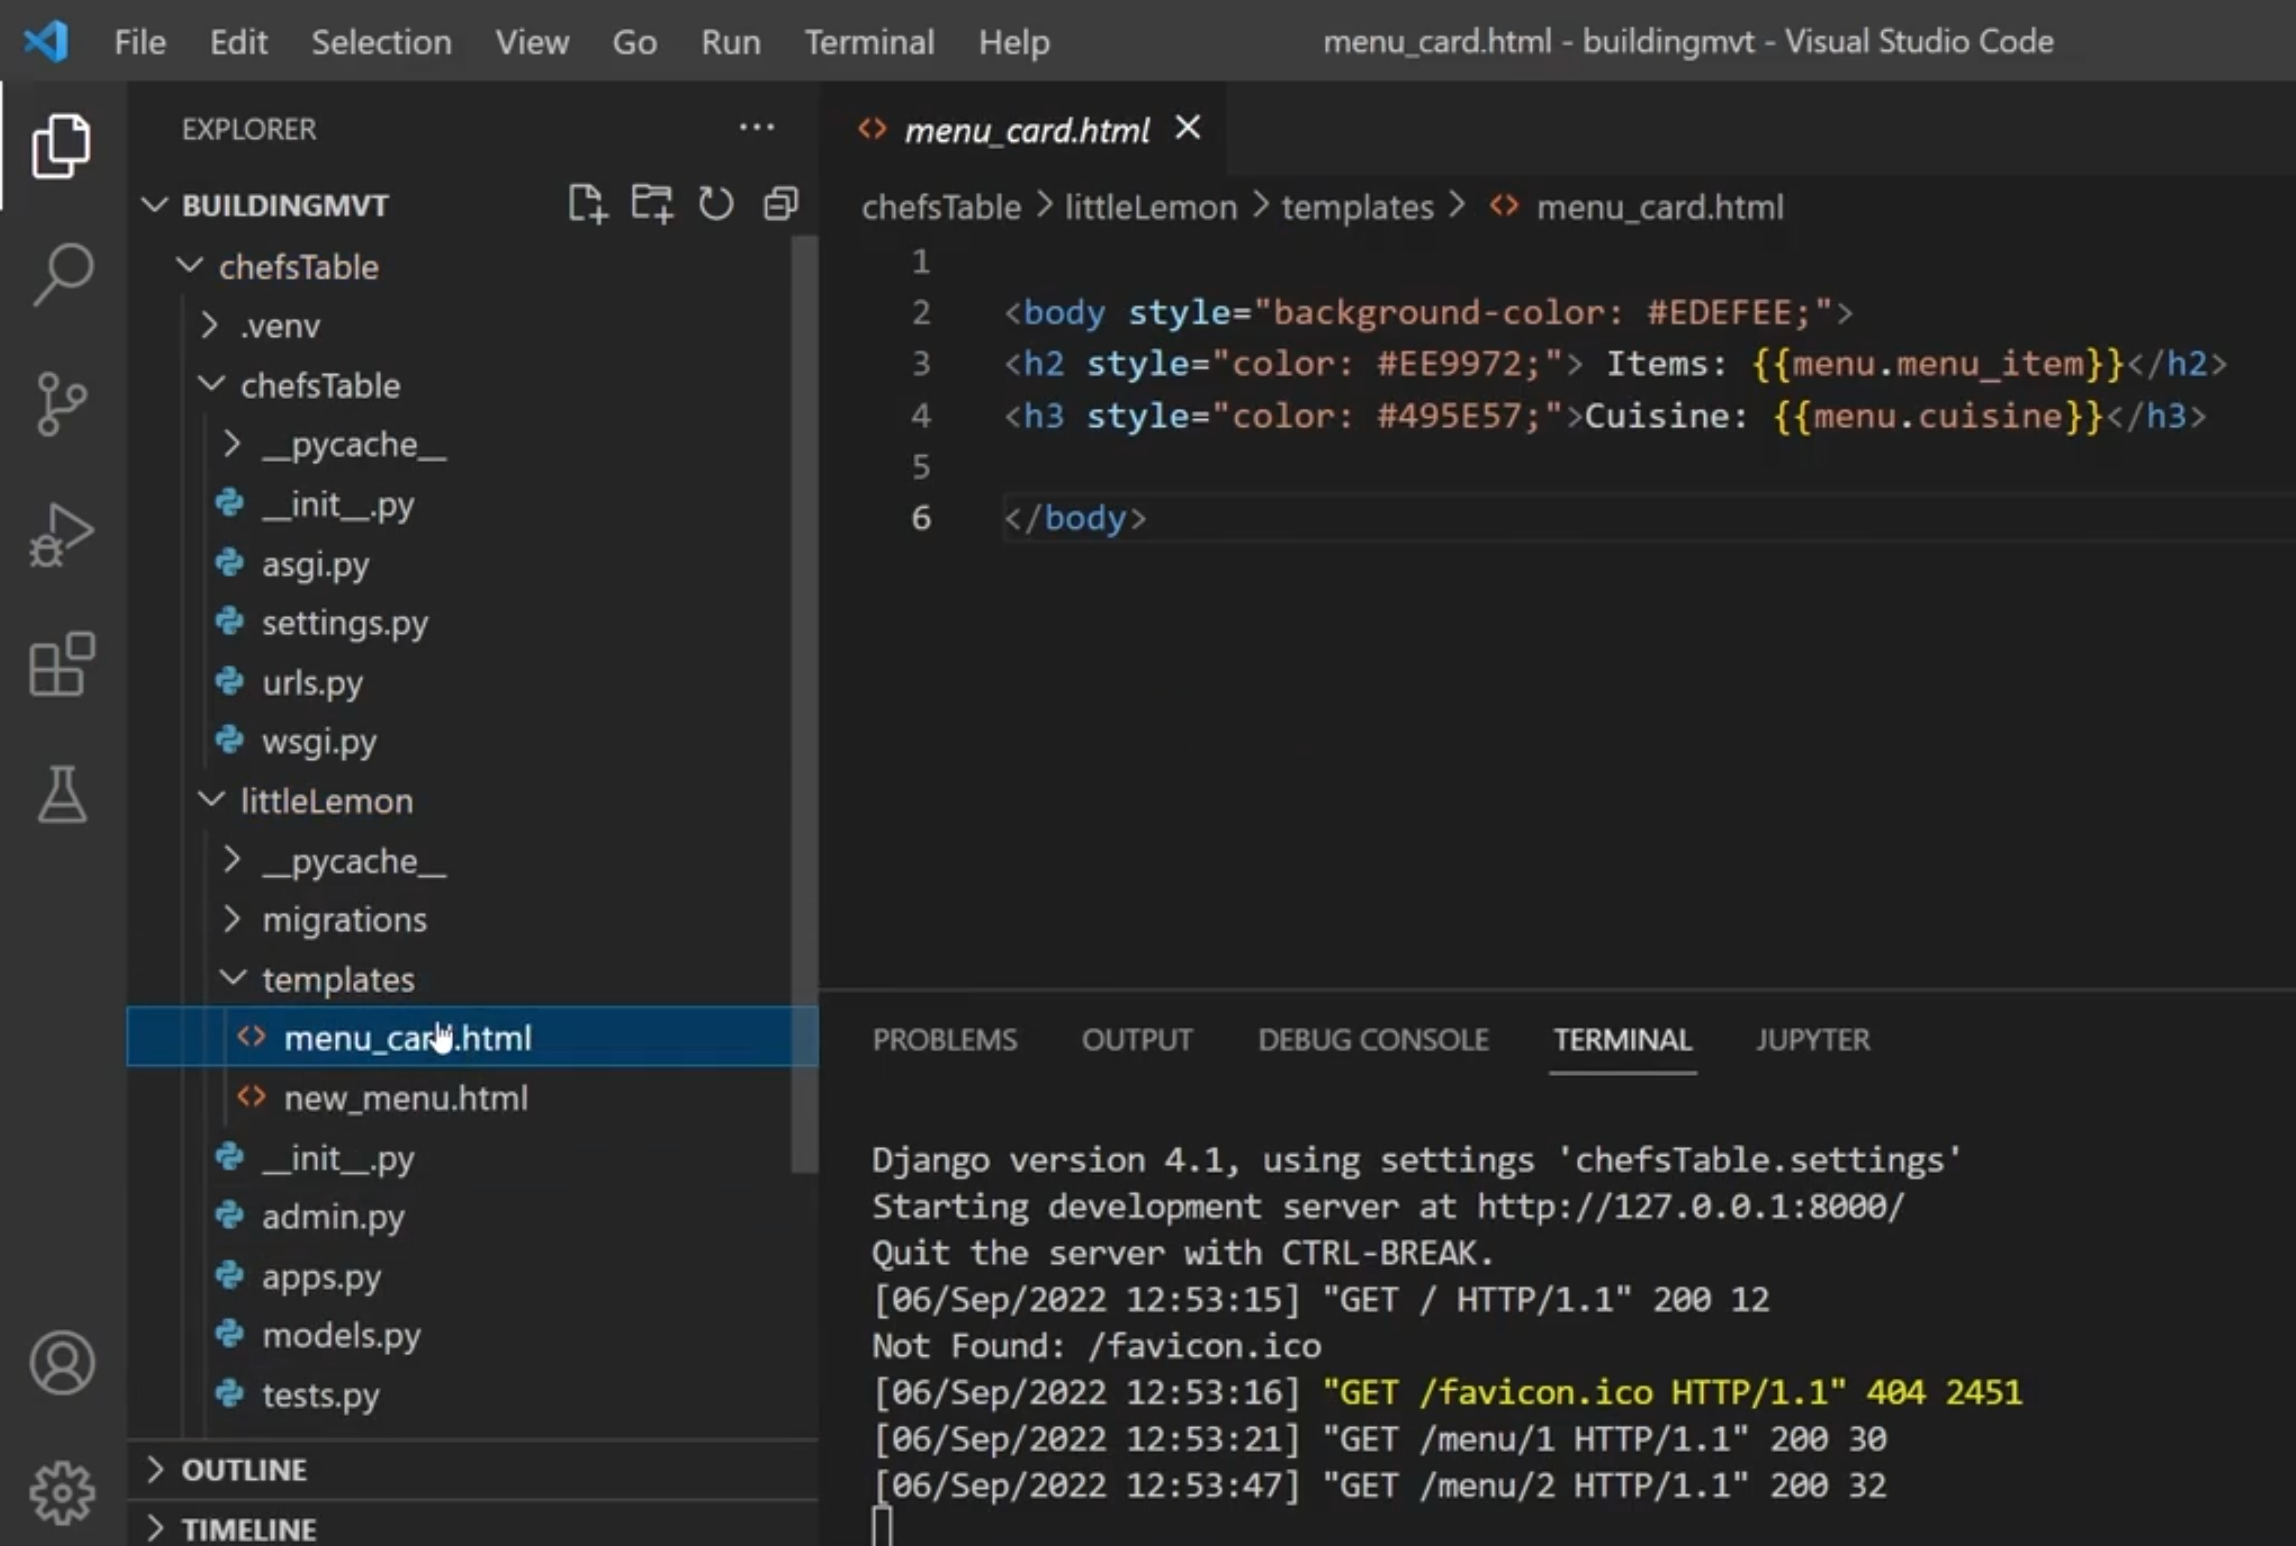 File Edit Selection View Go Run Terminal Help menu_card.html - buildingmvt - Visual Studio Code
EXPLORER
BUILDINGMVT
chefsTable
.venv
chefsTable
__pycache__
__init__.py
asgi.py
settings.py
urls.py
wsgi.py
littleLemon
__pycache__
migrations
templates
menu_card.html
new_menu.html
__init__.py
admin.py
apps.py
models.py
tests.py
OUTLINE
TIMELINE
menu_card.html
chefsTable > littleLemon > templates > <> menu_card.html
1
2 <body style="background-color: #EDEFEE;">
3 <h2 style="color: #EE9972;"> Items: {{menu.menu_item}}</h2>
4 <h3 style="color: #495E57;">Cuisine: {{menu.cuisine}}</h3>
5
6 </body>
PROBLEMS OUTPUT DEBUG CONSOLE TERMINAL JUPYTER
Django version 4.1, using settings 'chefsTable.settings'
Starting development server at http://127.0.0.1:8000/
Quit the server with CTRL-BREAK.
[06/Sep/2022 12:53:15] "GET / HTTP/1.1" 200 12
Not Found: /favicon.ico
[06/Sep/2022 12:53:16] "GET /favicon.ico HTTP/1.1" 404 2451
[06/Sep/2022 12:53:21] "GET /menu/1 HTTP/1.1" 200 30
[06/Sep/2022 12:53:47] "GET /menu/2 HTTP/1.1" 200 32